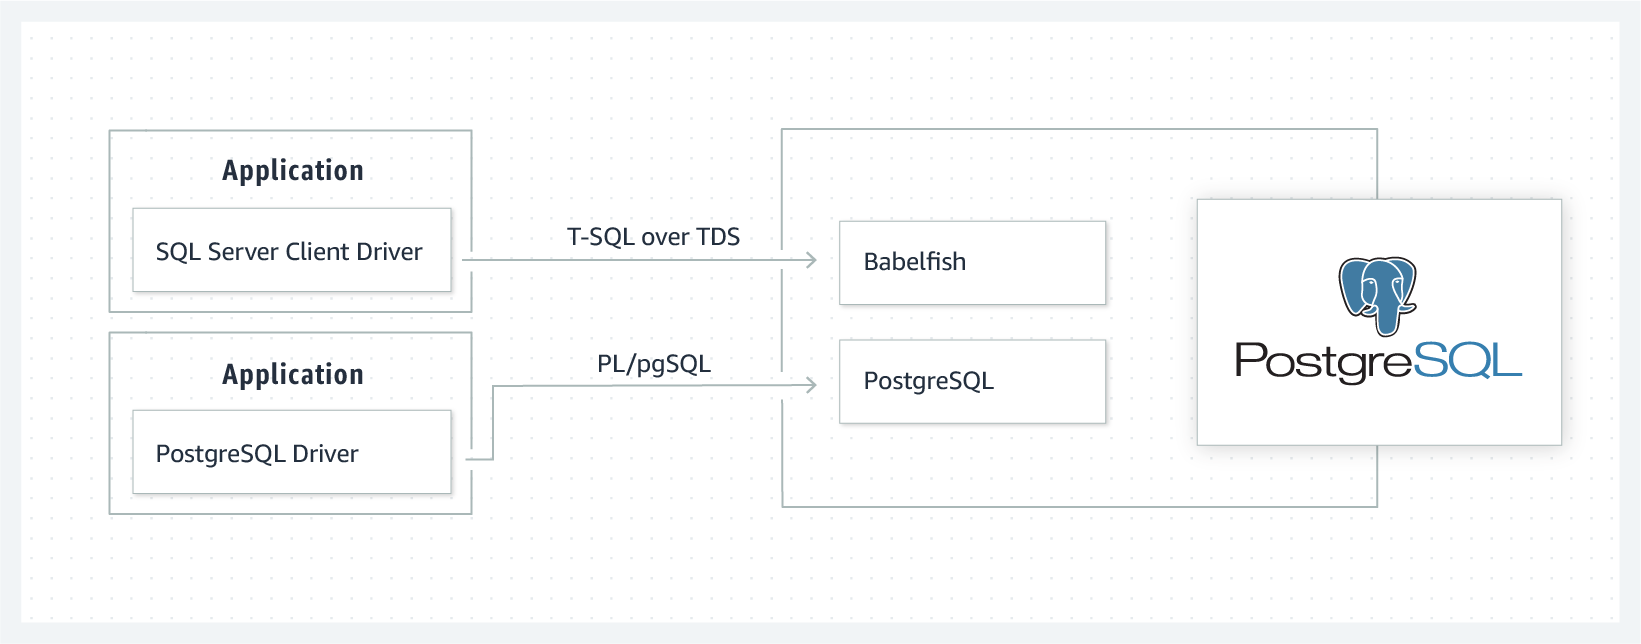 Application
SQL Server Client Driver
T-SQL over TDS
Babelfish
Application
PostgreSQL Driver
PL/pgSQL
PostgreSQL
PostgreSQL